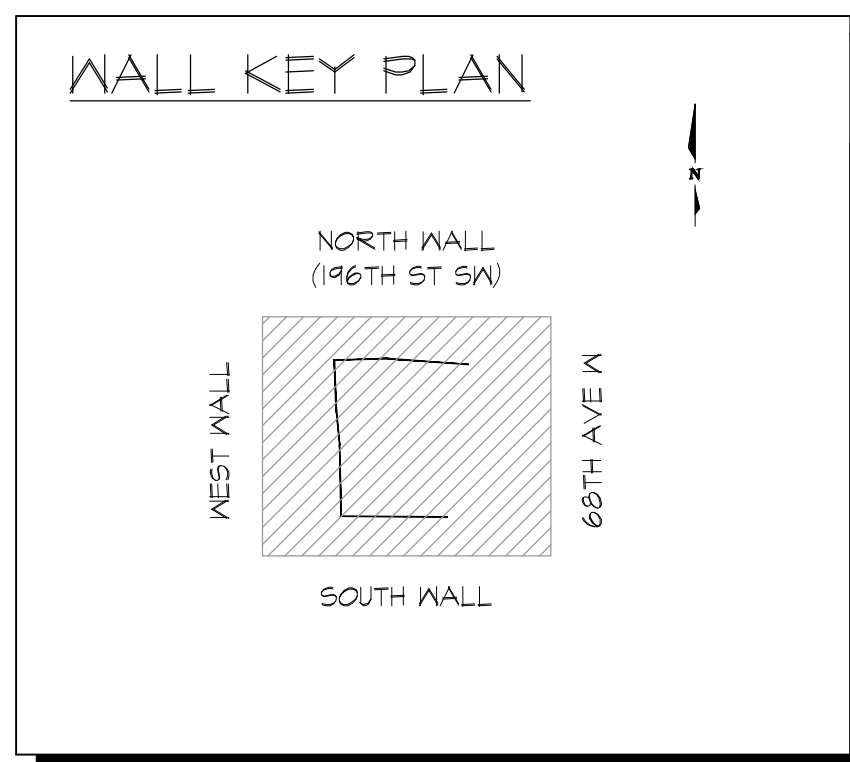 WALL KEY PLAN
N
NORTH WALL
(196TH ST SW)
WEST WALL
68TH AVE W
SOUTH WALL